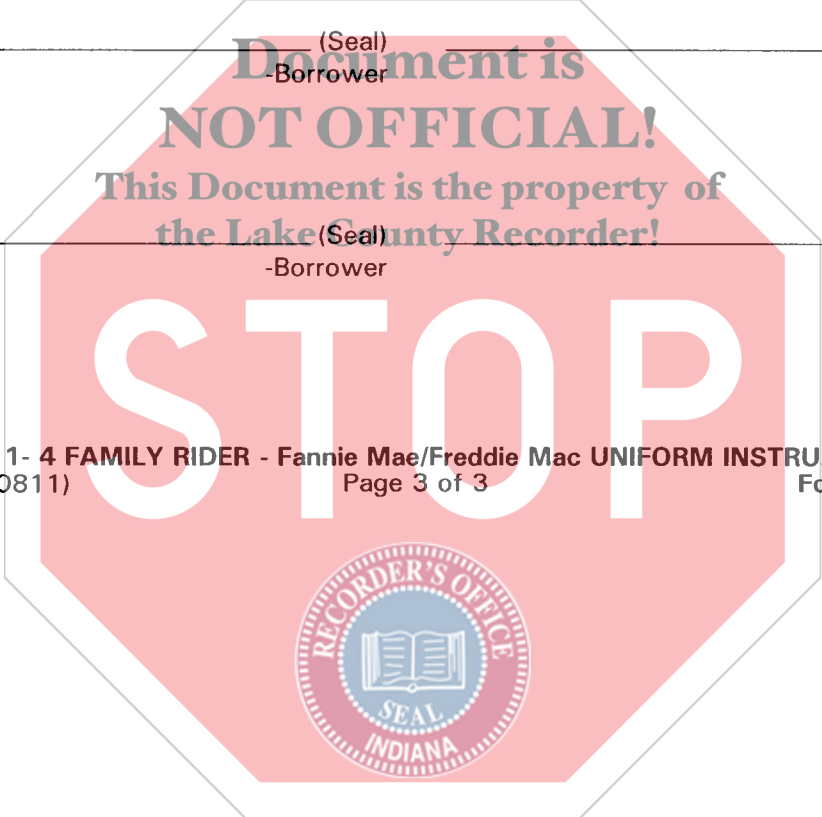 (Seal)
Document is
-Borrower
NOT OFFICIAL!
This Document is the property of
the Lake County Recorder!
(Seal)
-Borrower
STOP
1- 4 FAMILY RIDER - Fannie Mae/Freddie Mac UNIFORM INSTRU
0811)
Page 3 of 3
Fo
RECORDER'S OFFICE
SEAL
INDIANA